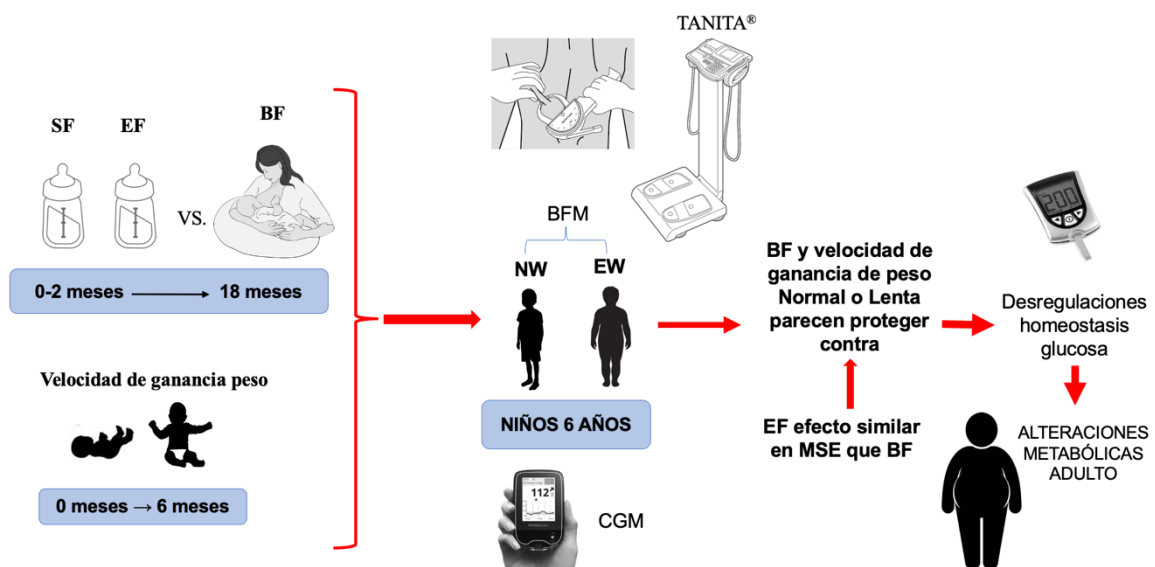 TANITA®
SF
EF
BF
VS.
0-2 meses → 18 meses
Velocidad de ganancia peso
0 meses → 6 meses
BFM
NW
EW
NIÑOS 6 AÑOS
112
CGM
BF y velocidad de
ganancia de peso
Normal o Lenta
parecen proteger
contra
EF efecto similar
en MSE que BF
200
Desregulaciones
homeostasis
glucosa
ALTERACIONES
METABÓLICAS
ADULTO